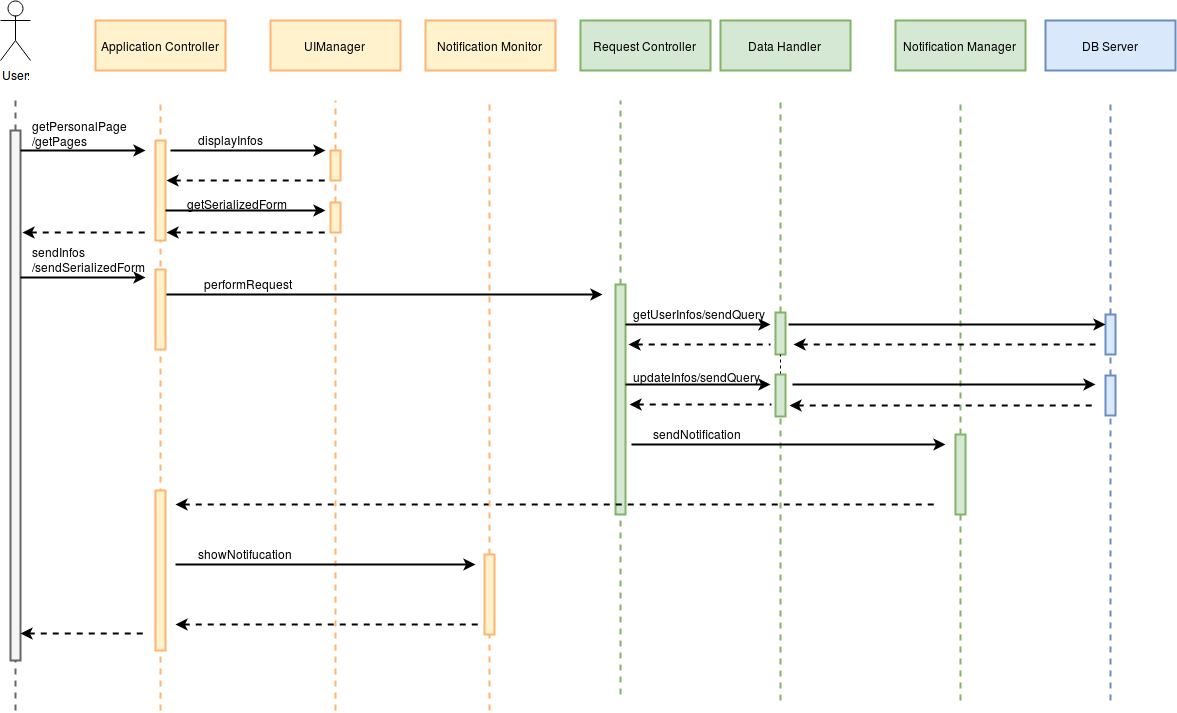 Users
Application Controller
UIManager
Notification Monitor
Request Controller
Data Handler
Notification Manager
DB Server
getPersonalPage
/getPages
displayInfos
getSerializedForm
sendInfos
/sendSerializedForm
performRequest
getUserInfos/sendQuery
updateInfos/sendQuery
sendNotification
showNotifucation